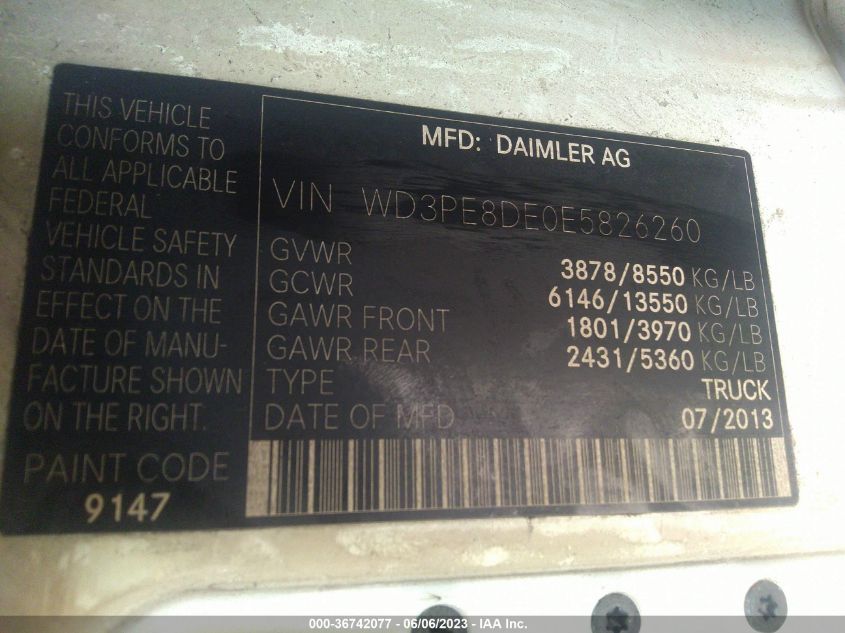 THIS VEHICLE
CONFORMS TO
ALL APPLICABLE
FEDERAL
VEHICLE SAFETY
STANDARDS IN
EFFECT ON THE
DATE OF MANU-
FACTURE SHOWN
ON THE RIGHT.
PAINT CODE
9147
MFD: DAIMLER AG
VIN WD3PE8DE0E5826260
GVWR 3878/8550 KG/LB
GCWR 6146/13550 KG/LB
GAWR FRONT 1801/3970 KG/LB
GAWR REAR 2431/5360 KG/LB
TYPE TRUCK
DATE OF MFD 07/2013
000-36742077 - 06/06/2023 - © IAA Inc.